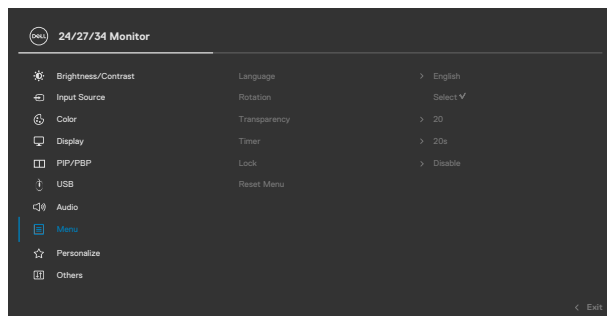 DELL
24/27/34 Monitor
Brightness/Contrast Language > English
Input Source Rotation Select ✓
Color Transparency > 20
Display Timer > 20s
PIP/PBP Lock > Disable
USB Reset Menu
Audio
Menu
Personalize
Others
< Exit